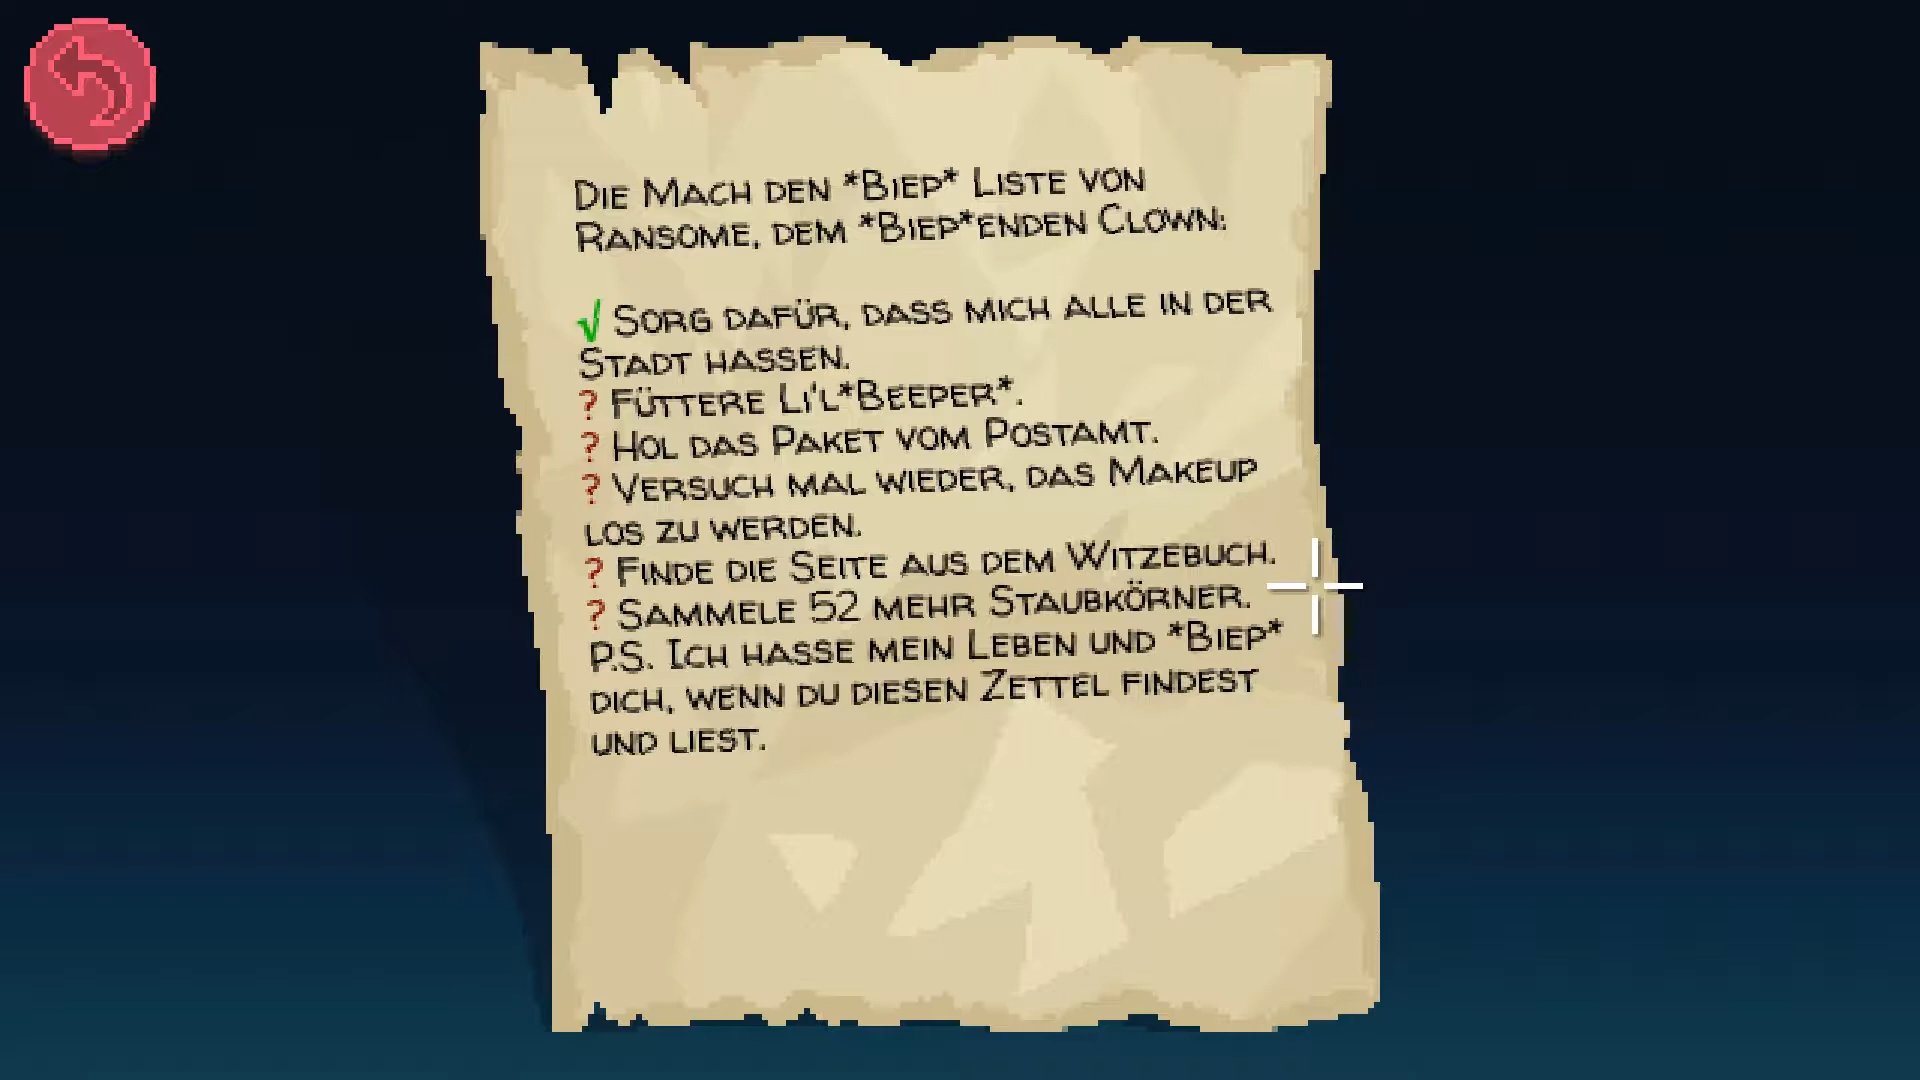 Die Mach den *Biep* Liste von
Ransome, dem *Biep*enden Clown:
√ Sorg dafür, dass mich alle in der
Stadt hassen.
? Füttere Li'l*Beeper*.
? Hol das Paket vom Postamt.
? Versuch mal wieder, das Makeup
los zu werden.
? Finde die Seite aus dem Witzebuch.
? Sammele 52 mehr Staubkörner.
P.S. Ich hasse mein Leben und *Biep*
dich, wenn du diesen Zettel findest
und liest.